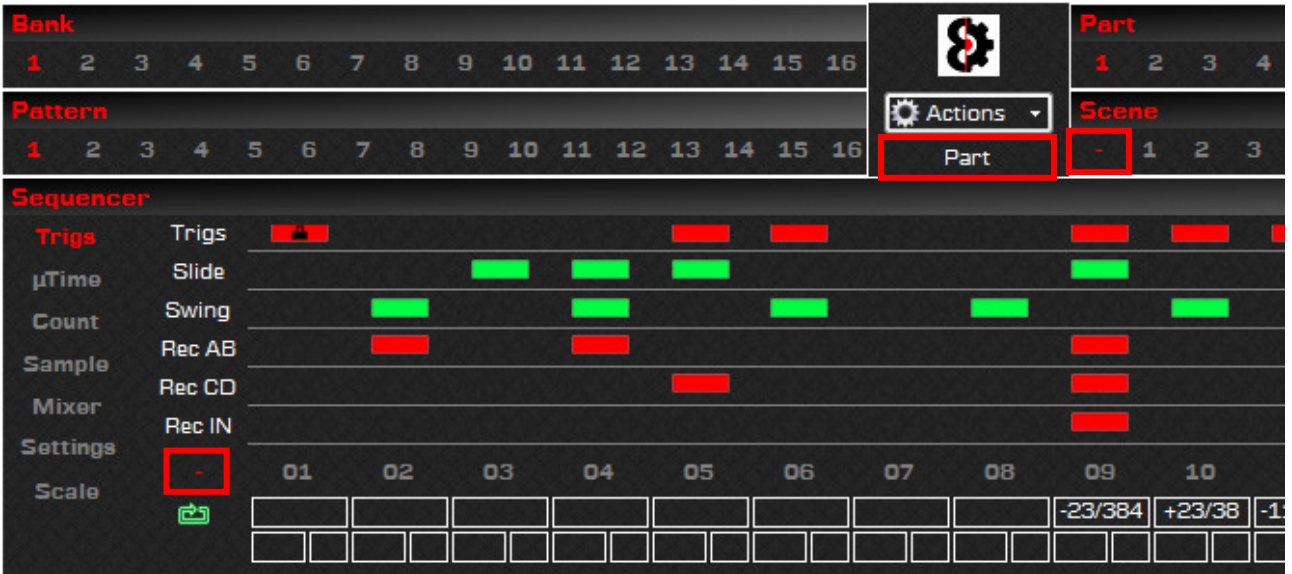 Bank
1 2 3 4 5 6 7 8 9 10 11 12 13 14 15 16
Part
1 2 3 4
Pattern
1 2 3 4 5 6 7 8 9 10 11 12 13 14 15 16
Actions
Part
Scene
- 1 2 3
Sequencer
Trigs
µTime
Count
Sample
Mixer
Settings
Scale
Trigs
Slide
Swing
Rec AB
Rec CD
Rec IN
- 01 02 03 04 05 06 07 08 09 10
-23/384 +23/38